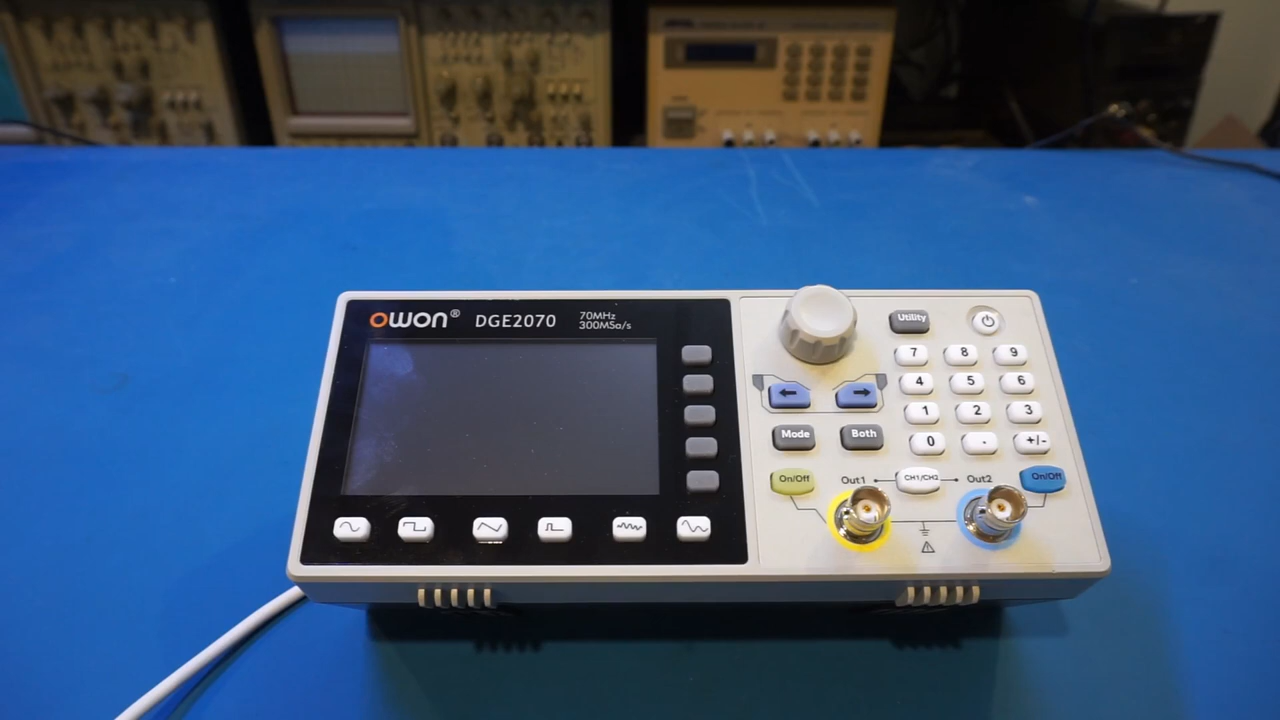 owon® DGE2070 70MHz
300MSa/s
Utility
7 8 9
4 5 6
1 2 3
Mode Both
0 . +/-
On/Off Out1 CH1/CH2 Out2 On/Off